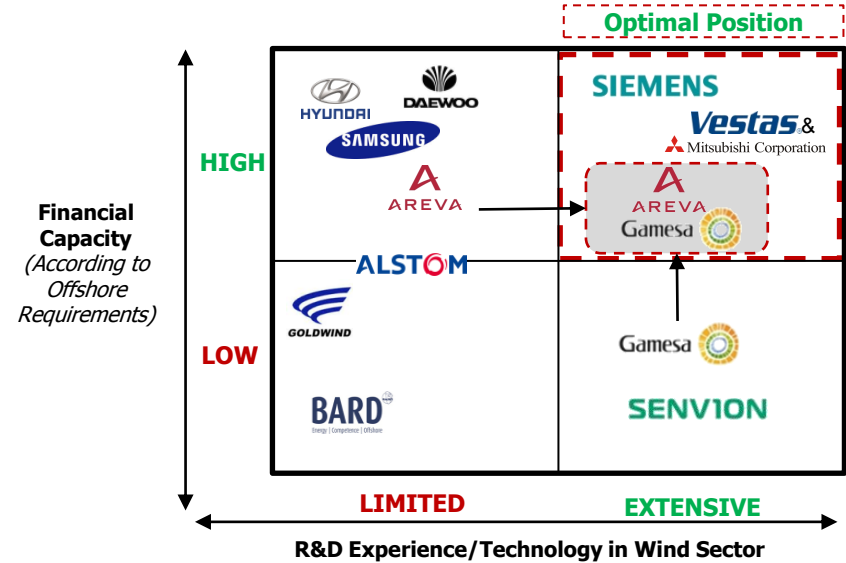 Optimal Position
HIGH
LOW
Financial
Capacity
(According to
Offshore
Requirements)
HYUNDAI
DAEWOO
SAMSUNG
AREVA
SIEMENS
Vestas &
Mitsubishi Corporation
AREVA
Gamesa
ALSTOM
GOLDWIND
BARD
Energy | Competence | Offshore
Gamesa
SENVION
LIMITED
EXTENSIVE
R&D Experience/Technology in Wind Sector